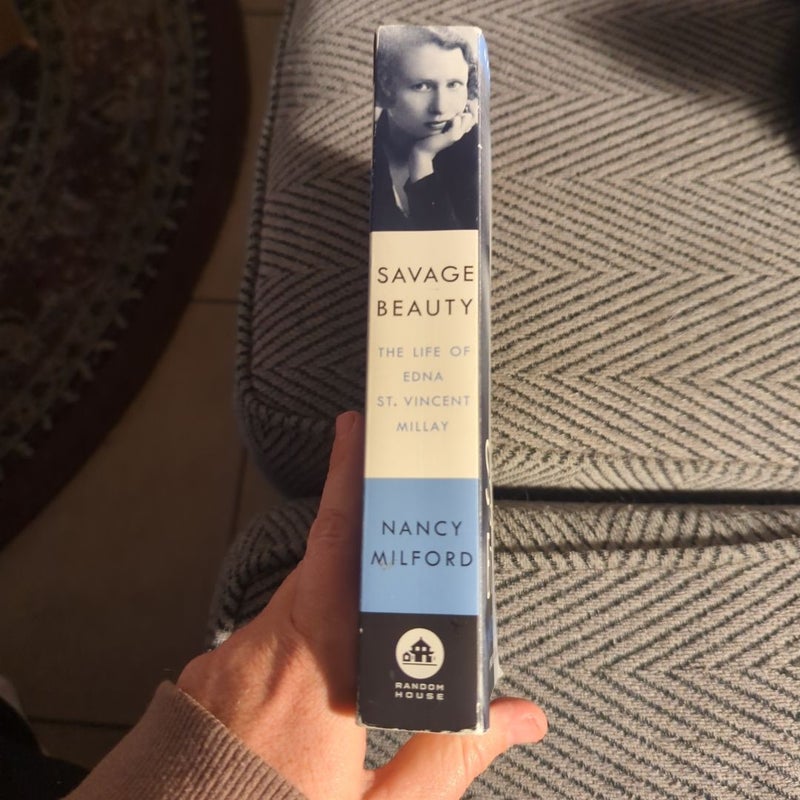 SAVAGE
BEAUTY
THE LIFE OF
EDNA
ST. VINCENT
MILLAY
NANCY
MILFORD
RANDOM
HOUSE